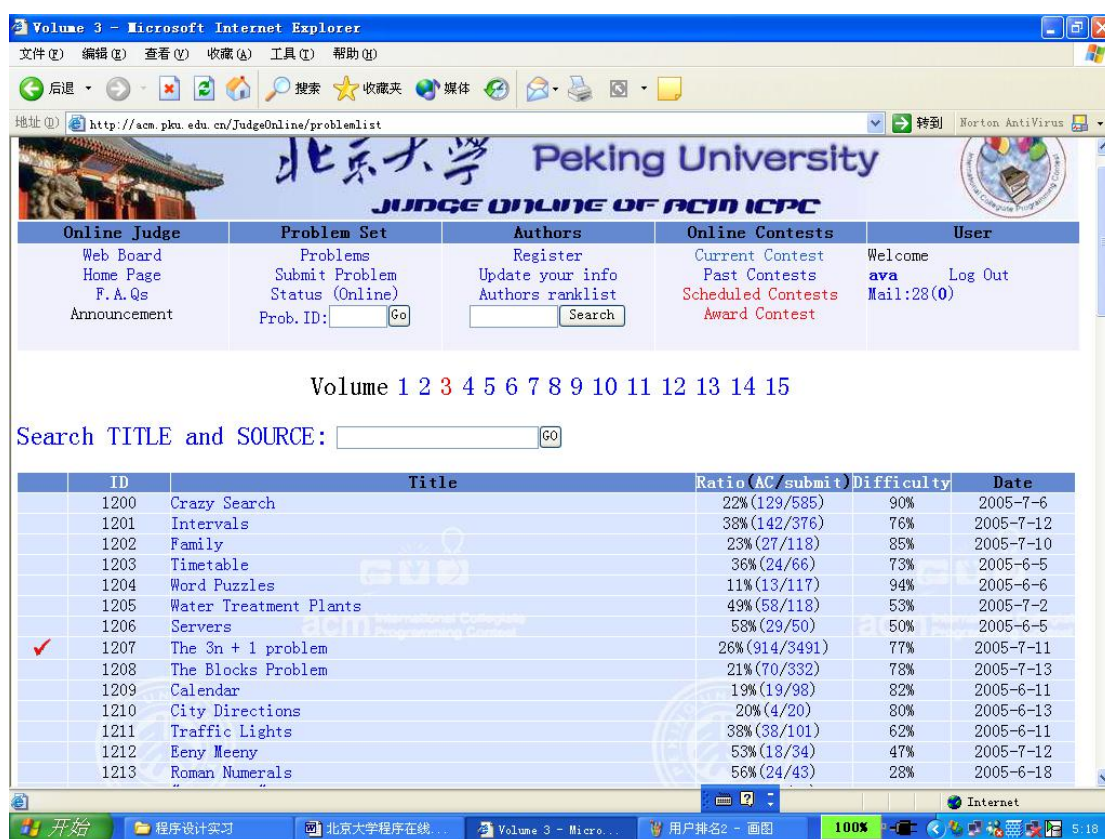 Volume 3 - Microsoft Internet Explorer
文件(F) 编辑(E) 查看(V) 收藏(A) 工具(T) 帮助(H)
后退 搜索 收藏夹 媒体
地址(D) http://acm.pku.edu.cn/JudgeOnline/problemlist 转到 Norton AntiVirus
北京大学 Peking University
JUDGE ONLINE OF ACM ICPC
Online Judge Problem Set Authors Online Contests User
Web Board Problems Register Current Contest Welcome
Home Page Submit Problem Update your info Past Contests ava Log Out
F.A.Qs Status (Online) Authors ranklist Scheduled Contests Mail:28(0)
Announcement Prob.ID: Go Search Award Contest
Volume 1 2 3 4 5 6 7 8 9 10 11 12 13 14 15
Search TITLE and SOURCE: GO
ID Title Ratio(AC/submit) Difficulty Date
1200 Crazy Search 22%(129/585) 90% 2005-7-6
1201 Intervals 38%(142/376) 76% 2005-7-12
1202 Family 23%(27/118) 85% 2005-7-10
1203 Timetable 36%(24/66) 73% 2005-6-5
1204 Word Puzzles 11%(13/117) 94% 2005-6-6
1205 Water Treatment Plants 49%(58/118) 53% 2005-7-2
1206 Servers 58%(29/50) 50% 2005-6-5
1207 The 3n + 1 problem 26%(914/3491) 77% 2005-7-11
1208 The Blocks Problem 21%(70/332) 78% 2005-7-13
1209 Calendar 19%(19/98) 82% 2005-6-11
1210 City Directions 20%(4/20) 80% 2005-6-13
1211 Traffic Lights 38%(38/101) 62% 2005-6-11
1212 Eeny Meeny 53%(18/34) 47% 2005-7-12
1213 Roman Numerals 56%(24/43) 28% 2005-6-18
Internet
开始 程序设计实习 北京大学程序在线... Volume 3 - Micro... 用户排名2 - 画图 100% 5:18